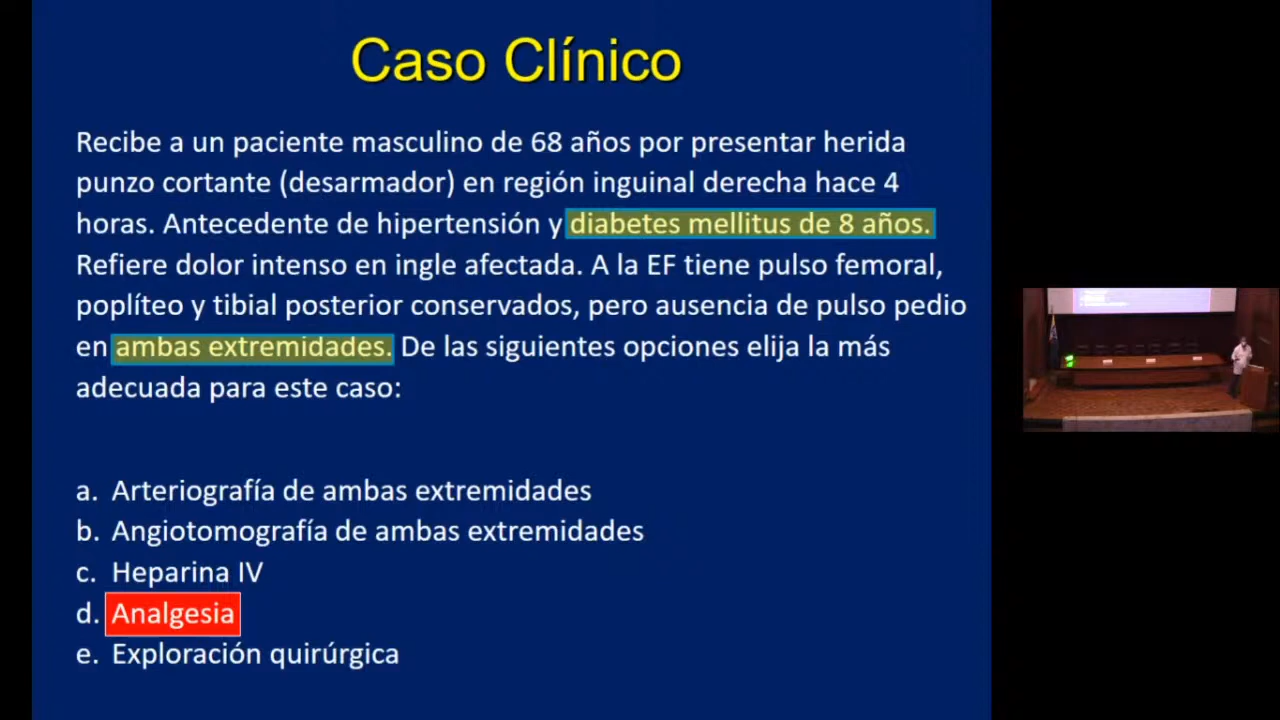 Caso Clínico
Recibe a un paciente masculino de 68 años por presentar herida
punzo cortante (desarmador) en región inguinal derecha hace 4
horas. Antecedente de hipertensión y diabetes mellitus de 8 años.
Refiere dolor intenso en ingle afectada. A la EF tiene pulso femoral,
poplíteo y tibial posterior conservados, pero ausencia de pulso pedio
en ambas extremidades. De las siguientes opciones elija la más
adecuada para este caso:
a. Arteriografía de ambas extremidades
b. Angiotomografía de ambas extremidades
c. Heparina IV
d. Analgesia
e. Exploración quirúrgica